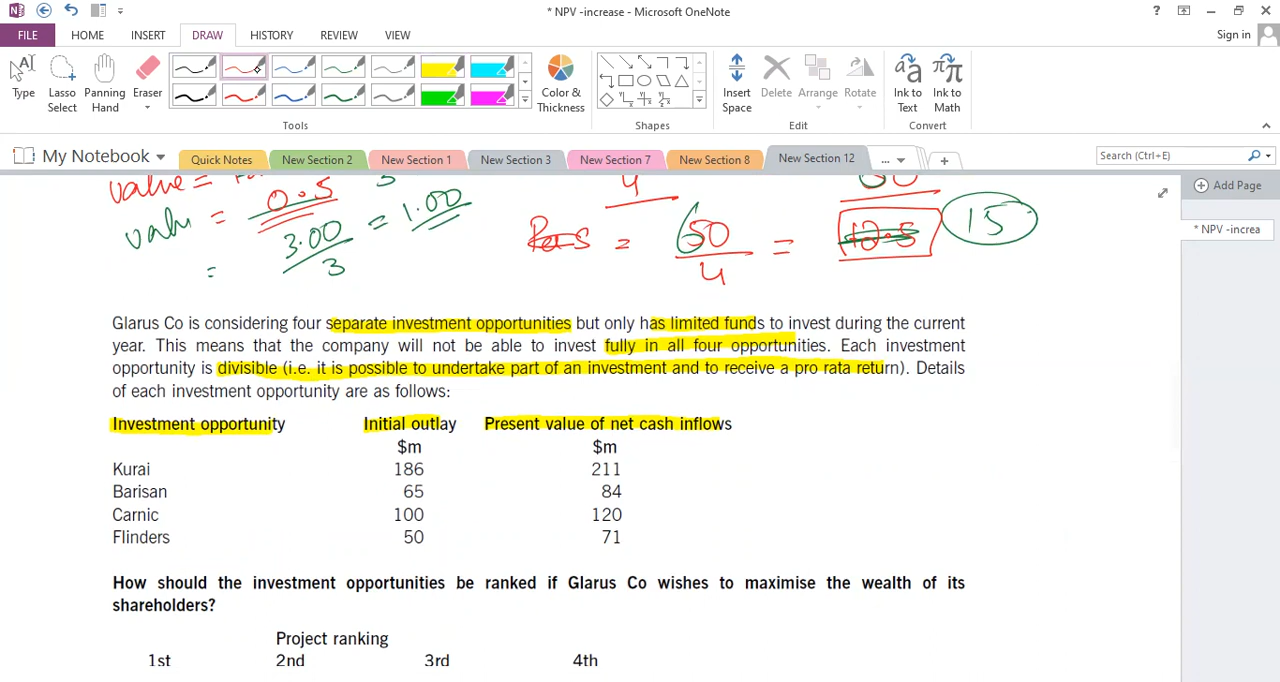 * NPV -increase - Microsoft OneNote
FILE HOME INSERT DRAW HISTORY REVIEW VIEW Sign in
Type Lasso Select Panning Hand Eraser Color & Thickness Insert Space Delete Arrange Rotate Ink to Text Ink to Math
Tools Shapes Edit Convert
My Notebook Quick Notes New Section 2 New Section 1 New Section 3 New Section 7 New Section 8 New Section 12 ... Search (Ctrl+E)
Add Page
* NPV -increa
value =
0.5
4
60
value = 3.00 = 1.00
= 3
= 60 = 12.5 15
4
Glarus Co is considering four separate investment opportunities but only has limited funds to invest during the current
year. This means that the company will not be able to invest fully in all four opportunities. Each investment
opportunity is divisible (i.e. it is possible to undertake part of an investment and to receive a pro rata return). Details
of each investment opportunity are as follows:
Investment opportunity Initial outlay Present value of net cash inflows
$m $m
Kurai 186 211
Barisan 65 84
Carnic 100 120
Flinders 50 71
How should the investment opportunities be ranked if Glarus Co wishes to maximise the wealth of its
shareholders?
Project ranking
1st 2nd 3rd 4th